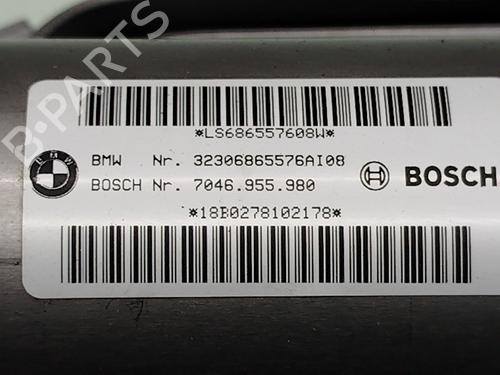 B-PARTS
*LS686557608W*
BMW Nr. 32306865576AI08
BOSCH Nr. 7046.955.980
BOSCH
*18B0278102178*